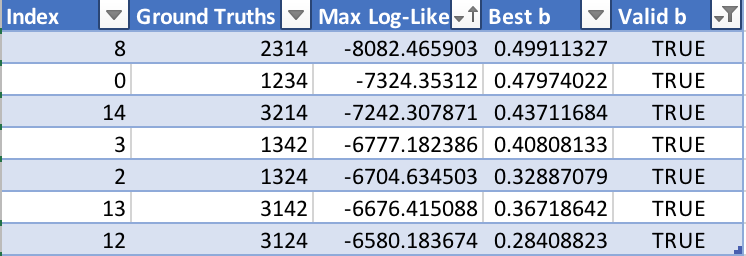 Index Ground Truths Max Log-Like Best b Valid b
8 2314 -8082.465903 0.49911327 TRUE
0 1234 -7324.35312 0.47974022 TRUE
14 3214 -7242.307871 0.43711684 TRUE
3 1342 -6777.182386 0.40808133 TRUE
2 1324 -6704.634503 0.32887079 TRUE
13 3142 -6676.415088 0.36718642 TRUE
12 3124 -6580.183674 0.28408823 TRUE